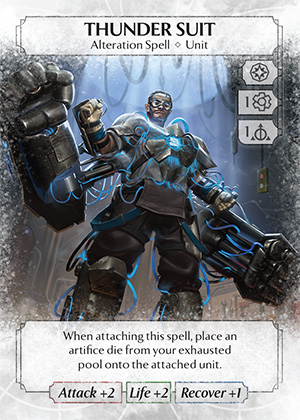 THUNDER SUIT
Alteration Spell ◇ Unit
1
1
When attaching this spell, place an
artifice die from your exhausted
pool onto the attached unit.
Attack +2 Life +2 Recover +1